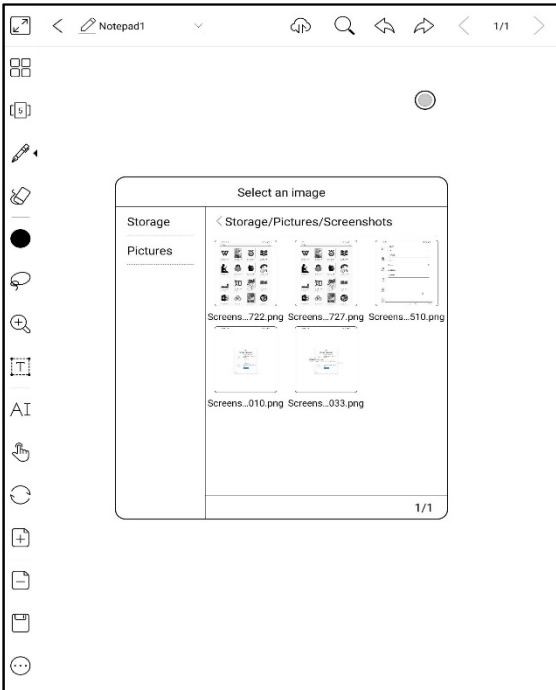 Notepad1
1/1
5
Select an image
Storage
Storage/Pictures/Screenshots
Pictures
Screens...722.png Screens...727.png Screens...510.png
Screens...010.png Screens...033.png
T
AI
1/1